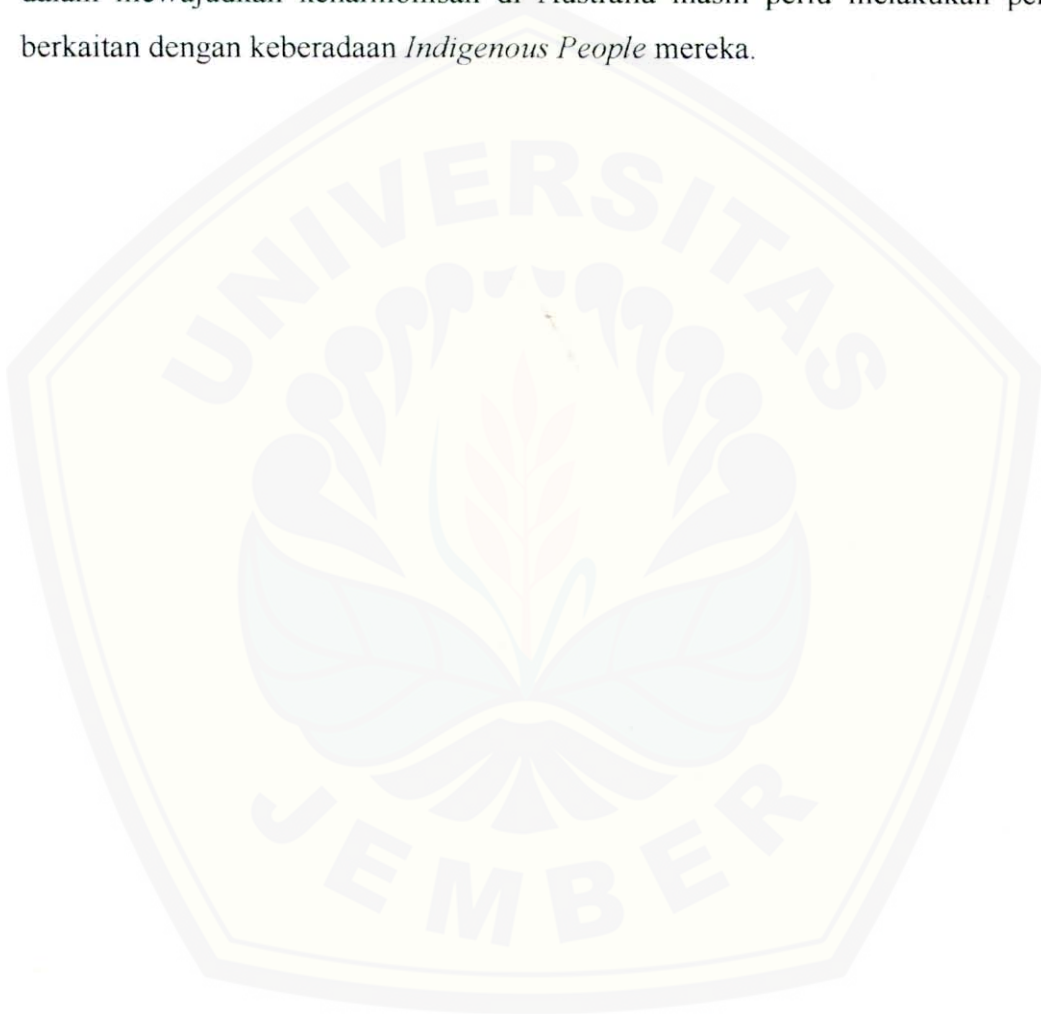 dalam mewujudkan keharmonisan di Australia masih perlu melakukan
berkaitan dengan keberadaan Indigenous People mereka.
UNIVERSITAS
JEMBER